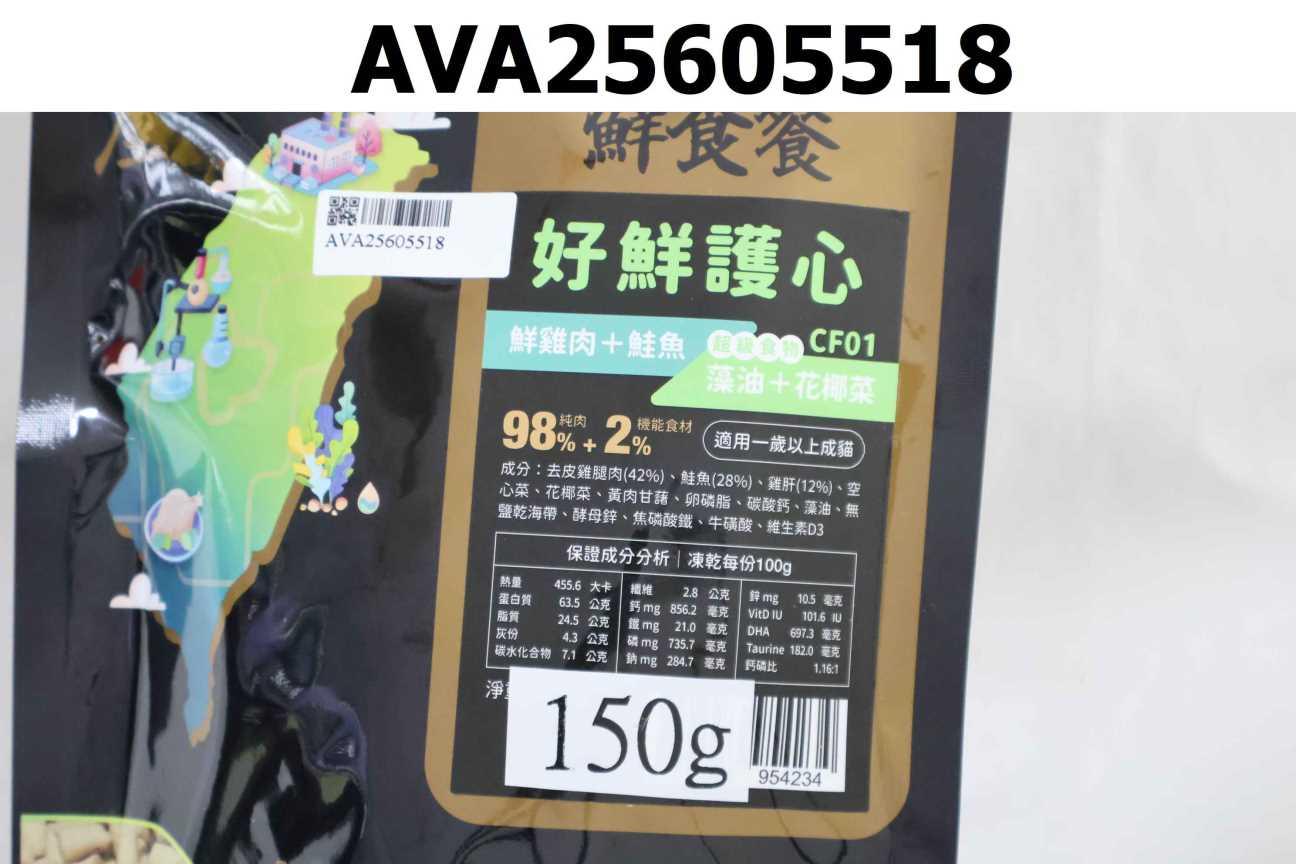 AVA25605518
鮮食餐
AVA25605518
好鮮護心
鮮雞肉＋鮭魚 超級食物 CF01
藻油＋花椰菜
98%純肉 + 2%機能食材 適用一歲以上成貓
成分：去皮雞腿肉(42%)、鮭魚(28%)、雞肝(12%)、空
心菜、花椰菜、黃肉甘藷、卵磷脂、碳酸鈣、藻油、無
鹽乾海帶、酵母鋅、焦磷酸鐵、牛磺酸、維生素D3
保證成分分析｜凍乾每份100g
熱量 455.6 大卡 纖維 2.8 公克 鋅 mg 10.5 毫克
蛋白質 63.5 公克 鈣 mg 856.2 毫克 VitD IU 101.6 IU
脂質 24.5 公克 鐵 mg 21.0 毫克 DHA 697.3 毫克
灰份 4.3 公克 磷 mg 735.7 毫克 Taurine 182.0 毫克
碳水化合物 7.1 公克 鈉 mg 284.7 毫克 鈣磷比 1.16:1
淨
150g
954234